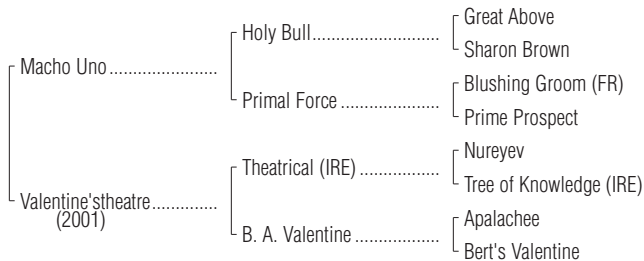 Great Above
Holy Bull....................
Sharon Brown
Macho Uno .......................
Blushing Groom (FR)
Primal Force .....................
Prime Prospect
Nureyev
Theatrical (IRE) .................
Tree of Knowledge (IRE)
Valentine'stheatre..............
(2001)
Apalachee
B. A. Valentine ..................
Bert's Valentine